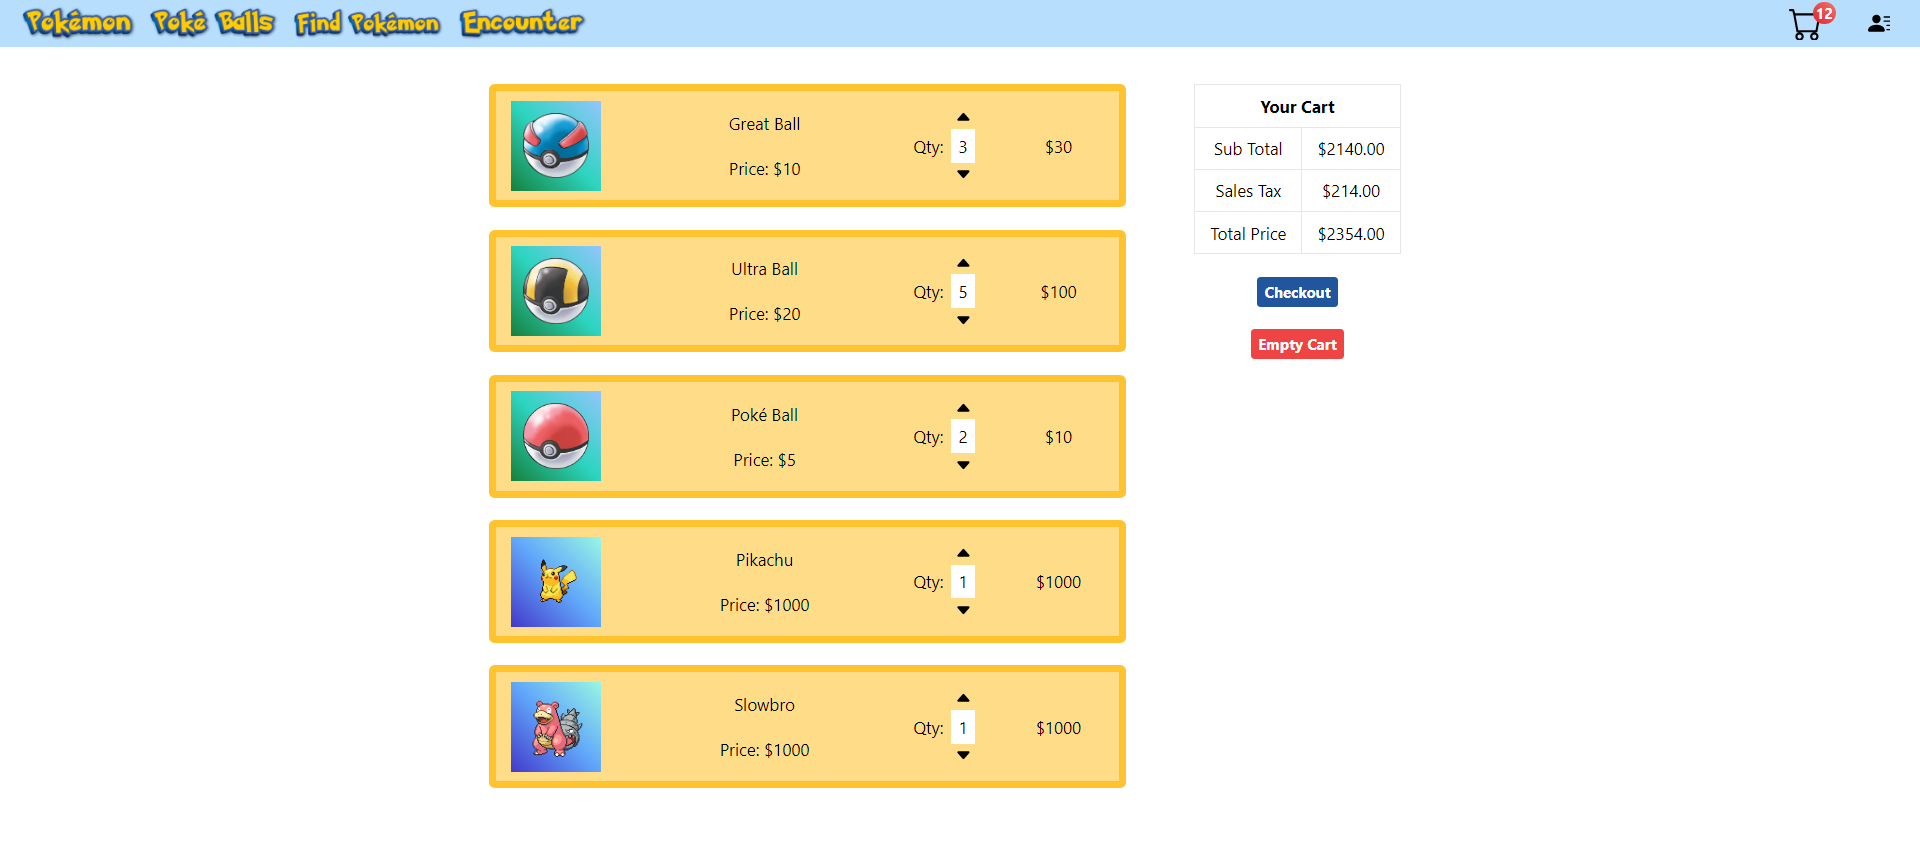 Pokémon Poké Balls Find Pokémon Encounter 12
Great Ball
Price: $10
Qty: 3
$30
Ultra Ball
Price: $20
Qty: 5
$100
Poké Ball
Price: $5
Qty: 2
$10
Pikachu
Price: $1000
Qty: 1
$1000
Slowbro
Price: $1000
Qty: 1
$1000
Your Cart
Sub Total $2140.00
Sales Tax $214.00
Total Price $2354.00
Checkout
Empty Cart